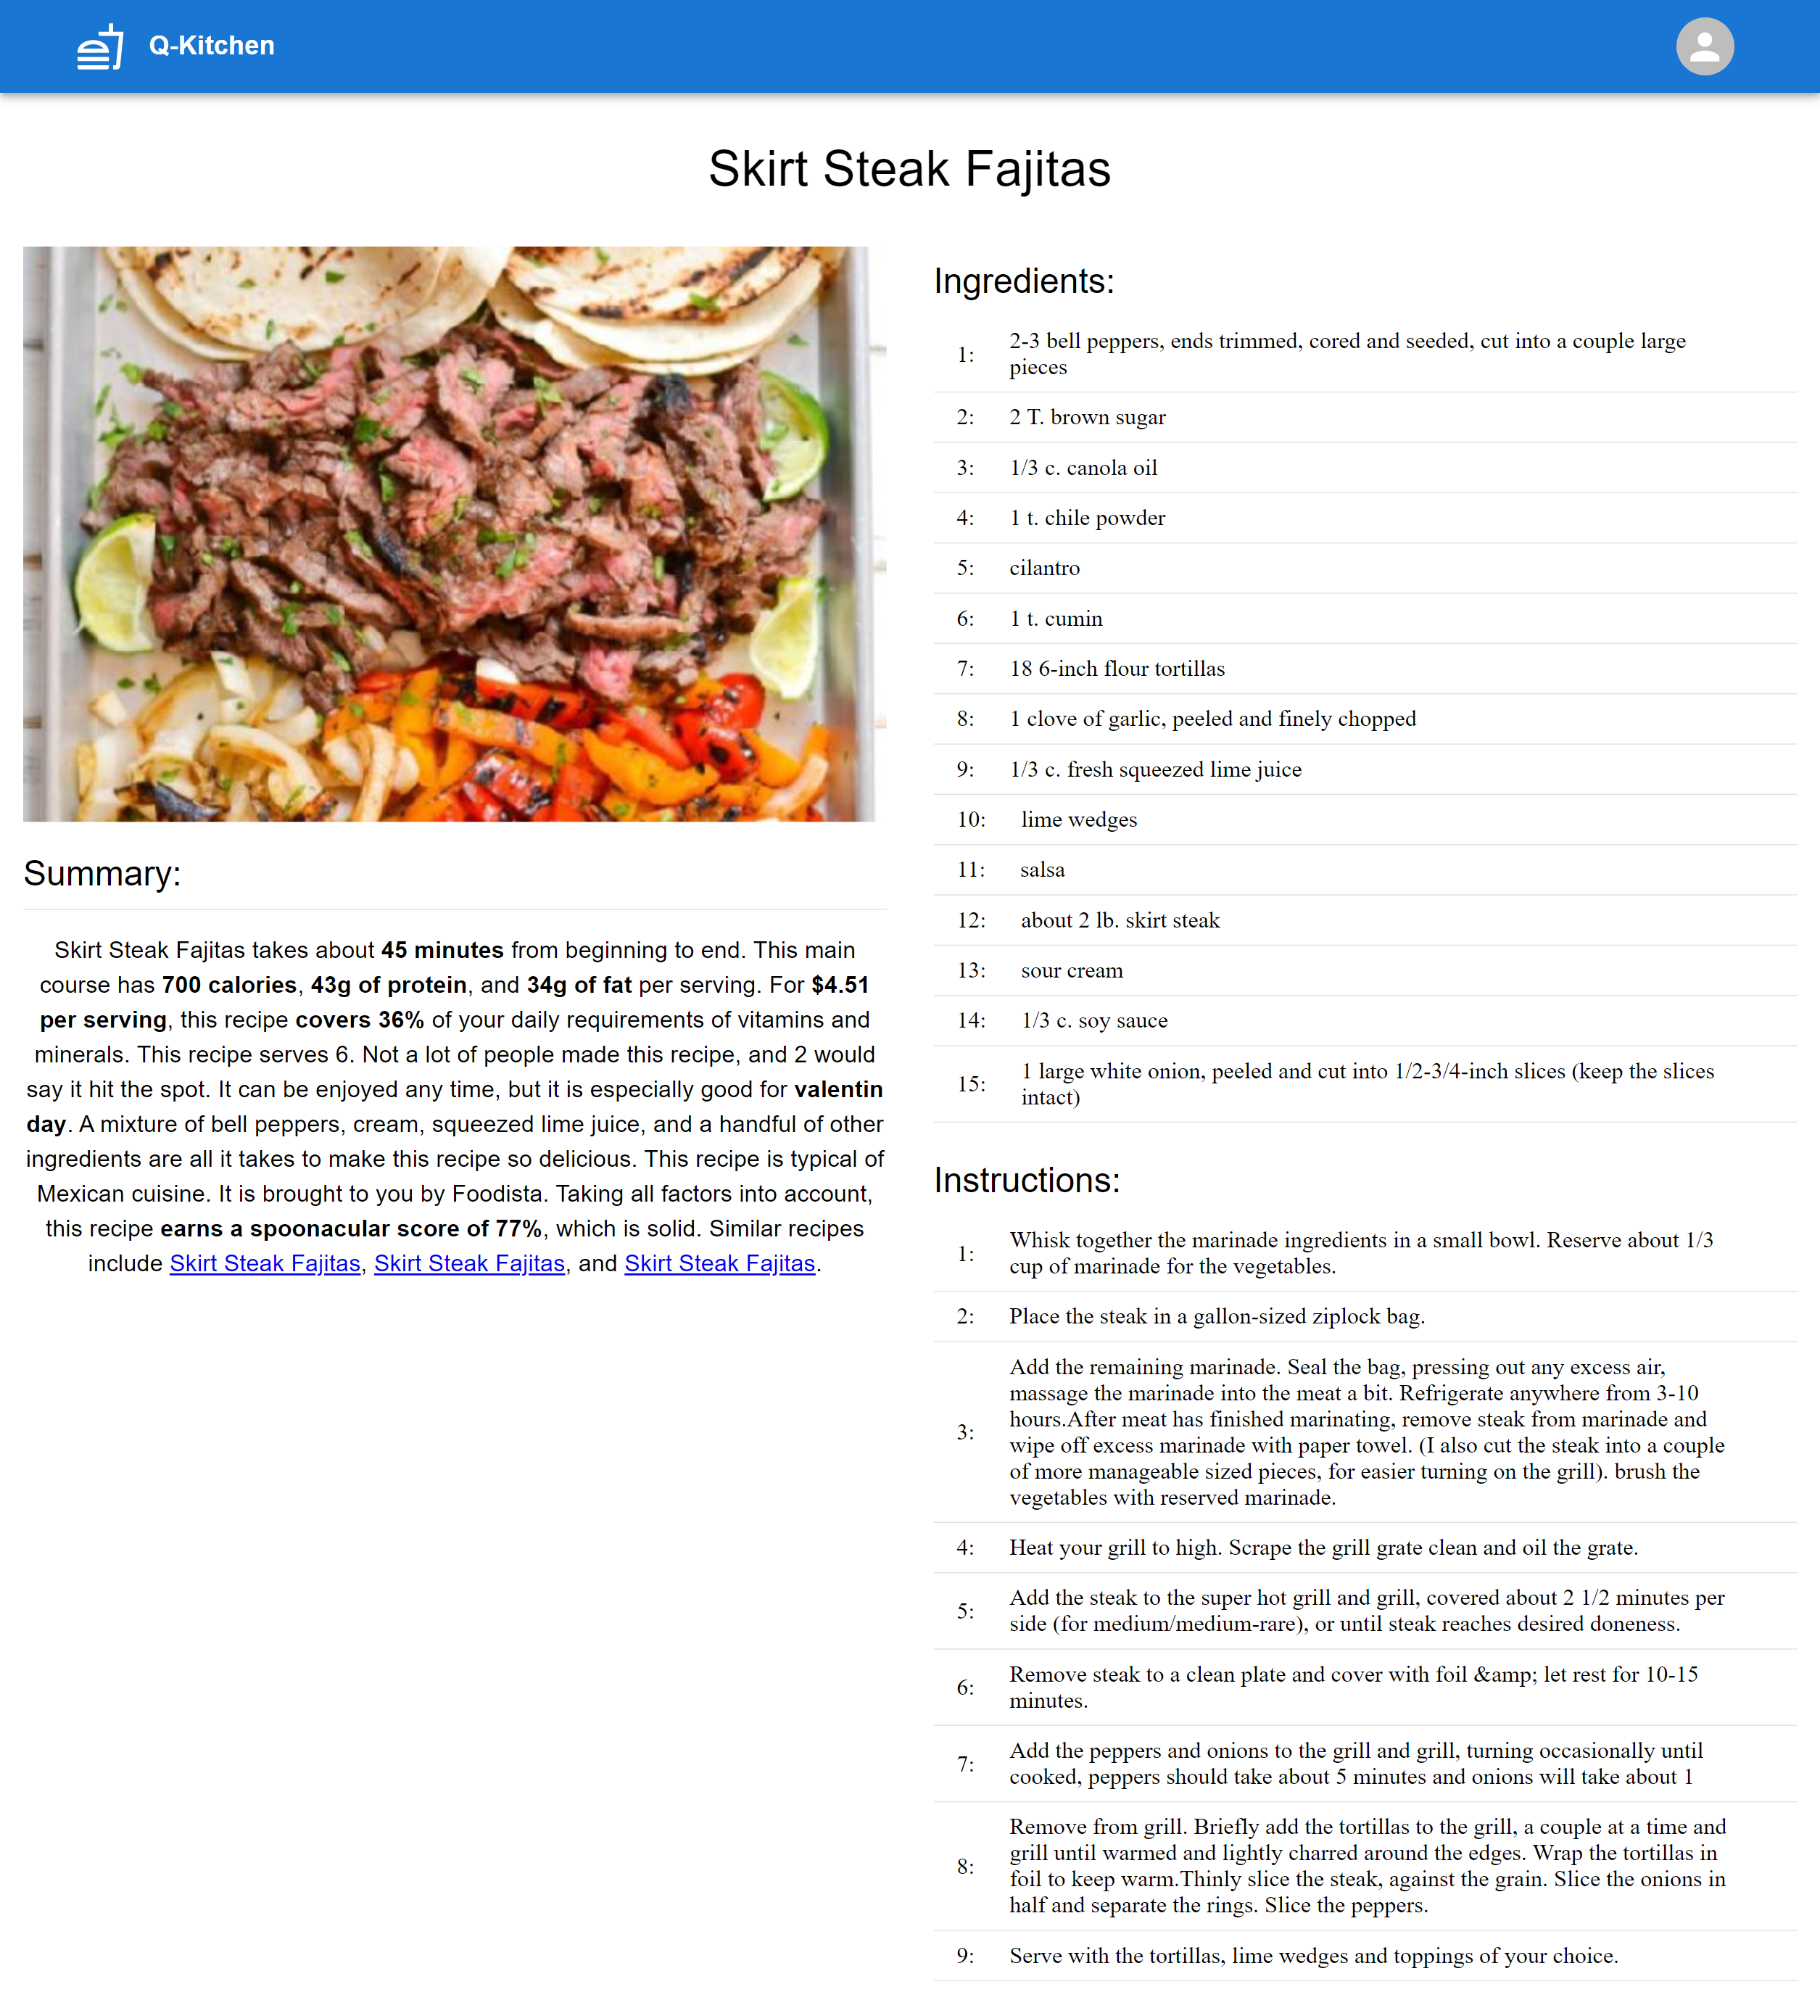 Q-Kitchen
Skirt Steak Fajitas
Summary:
Skirt Steak Fajitas takes about 45 minutes from beginning to end. This main
course has 700 calories, 43g of protein, and 34g of fat per serving. For $4.51
per serving, this recipe covers 36% of your daily requirements of vitamins and
minerals. This recipe serves 6. Not a lot of people made this recipe, and 2 would
say it hit the spot. It can be enjoyed any time, but it is especially good for valentin
day. A mixture of bell peppers, cream, squeezed lime juice, and a handful of other
ingredients are all it takes to make this recipe so delicious. This recipe is typical of
Mexican cuisine. It is brought to you by Foodista. Taking all factors into account,
this recipe earns a spoonacular score of 77%, which is solid. Similar recipes
include Skirt Steak Fajitas, Skirt Steak Fajitas, and Skirt Steak Fajitas.
Ingredients:
1: 2-3 bell peppers, ends trimmed, cored and seeded, cut into a couple large
pieces
2: 2 T. brown sugar
3: 1/3 c. canola oil
4: 1 t. chile powder
5: cilantro
6: 1 t. cumin
7: 18 6-inch flour tortillas
8: 1 clove of garlic, peeled and finely chopped
9: 1/3 c. fresh squeezed lime juice
10: lime wedges
11: salsa
12: about 2 lb. skirt steak
13: sour cream
14: 1/3 c. soy sauce
15: 1 large white onion, peeled and cut into 1/2-3/4-inch slices (keep the slices
intact)
Instructions:
1: Whisk together the marinade ingredients in a small bowl. Reserve about 1/3
cup of marinade for the vegetables.
2: Place the steak in a gallon-sized ziplock bag.
3: Add the remaining marinade. Seal the bag, pressing out any excess air,
massage the marinade into the meat a bit. Refrigerate anywhere from 3-10
hours.After meat has finished marinating, remove steak from marinade and
wipe off excess marinade with paper towel. (I also cut the steak into a couple
of more manageable sized pieces, for easier turning on the grill). brush the
vegetables with reserved marinade.
4: Heat your grill to high. Scrape the grill grate clean and oil the grate.
5: Add the steak to the super hot grill and grill, covered about 2 1/2 minutes per
side (for medium/medium-rare), or until steak reaches desired doneness.
6: Remove steak to a clean plate and cover with foil &amp; let rest for 10-15
minutes.
7: Add the peppers and onions to the grill and grill, turning occasionally until
cooked, peppers should take about 5 minutes and onions will take about 1
8: Remove from grill. Briefly add the tortillas to the grill, a couple at a time and
grill until warmed and lightly charred around the edges. Wrap the tortillas in
foil to keep warm.Thinly slice the steak, against the grain. Slice the onions in
half and separate the rings. Slice the peppers.
9: Serve with the tortillas, lime wedges and toppings of your choice.